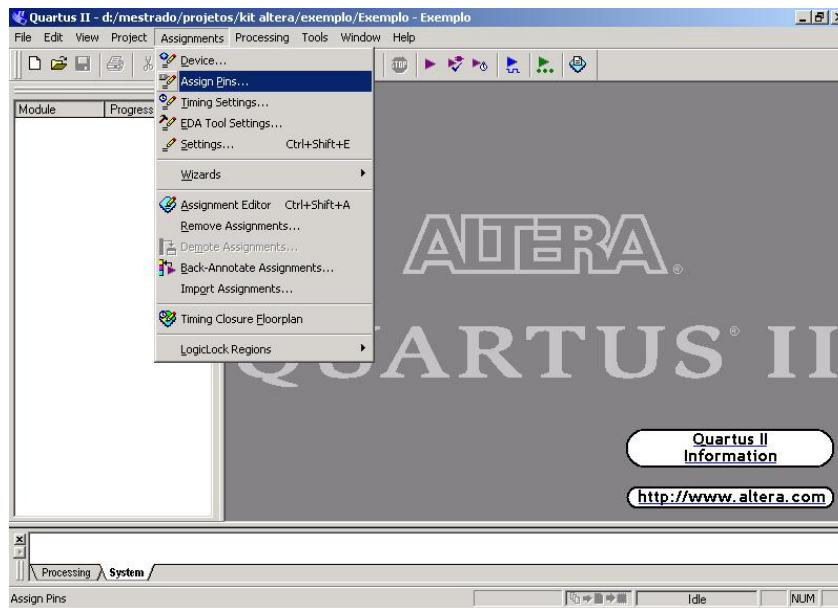 Quartus II - d:/mestrado/projetos/kit altera/exemplo/Exemplo - Exemplo
File Edit View Project Assignments Processing Tools Window Help
STOP
Module Progress
Device...
Assign Pins...
Timing Settings...
EDA Tool Settings...
Settings... Ctrl+Shift+E
Wizards
Assignment Editor Ctrl+Shift+A
Remove Assignments...
Demote Assignments...
Back-Annotate Assignments...
Import Assignments...
Timing Closure Floorplan
LogicLock Regions
ALTERA®
QUARTUS® II
Quartus II
Information
http://www.altera.com
Processing System
Assign Pins Idle NUM